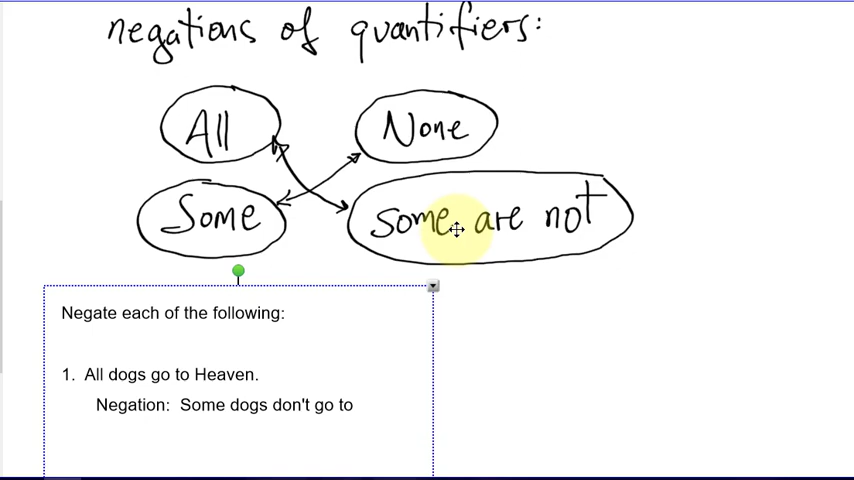 negations of quantifiers:
All None
Some some are not
Negate each of the following:
1. All dogs go to Heaven.
Negation: Some dogs don't go to